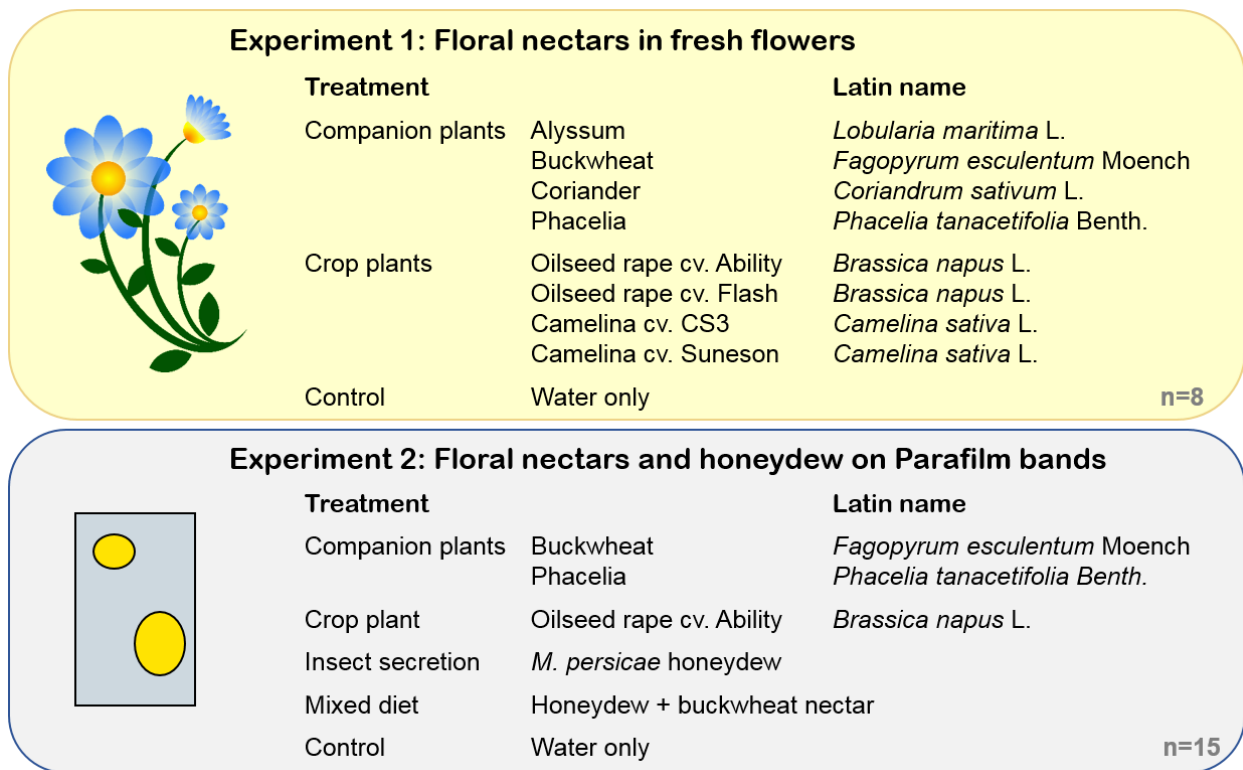 Experiment 1: Floral nectars in fresh flowers
Treatment Latin name
Companion plants Alyssum Lobularia maritima L.
Buckwheat Fagopyrum esculentum Moench
Coriander Coriandrum sativum L.
Phacelia Phacelia tanacetifolia Benth.
Crop plants Oilseed rape cv. Ability Brassica napus L.
Oilseed rape cv. Flash Brassica napus L.
Camelina cv. CS3 Camelina sativa L.
Camelina cv. Suneson Camelina sativa L.
Control Water only n=8
Experiment 2: Floral nectars and honeydew on Parafilm bands
Treatment Latin name
Companion plants Buckwheat Fagopyrum esculentum Moench
Phacelia Phacelia tanacetifolia Benth.
Crop plant Oilseed rape cv. Ability Brassica napus L.
Insect secretion M. persicae honeydew
Mixed diet Honeydew + buckwheat nectar
Control Water only n=15